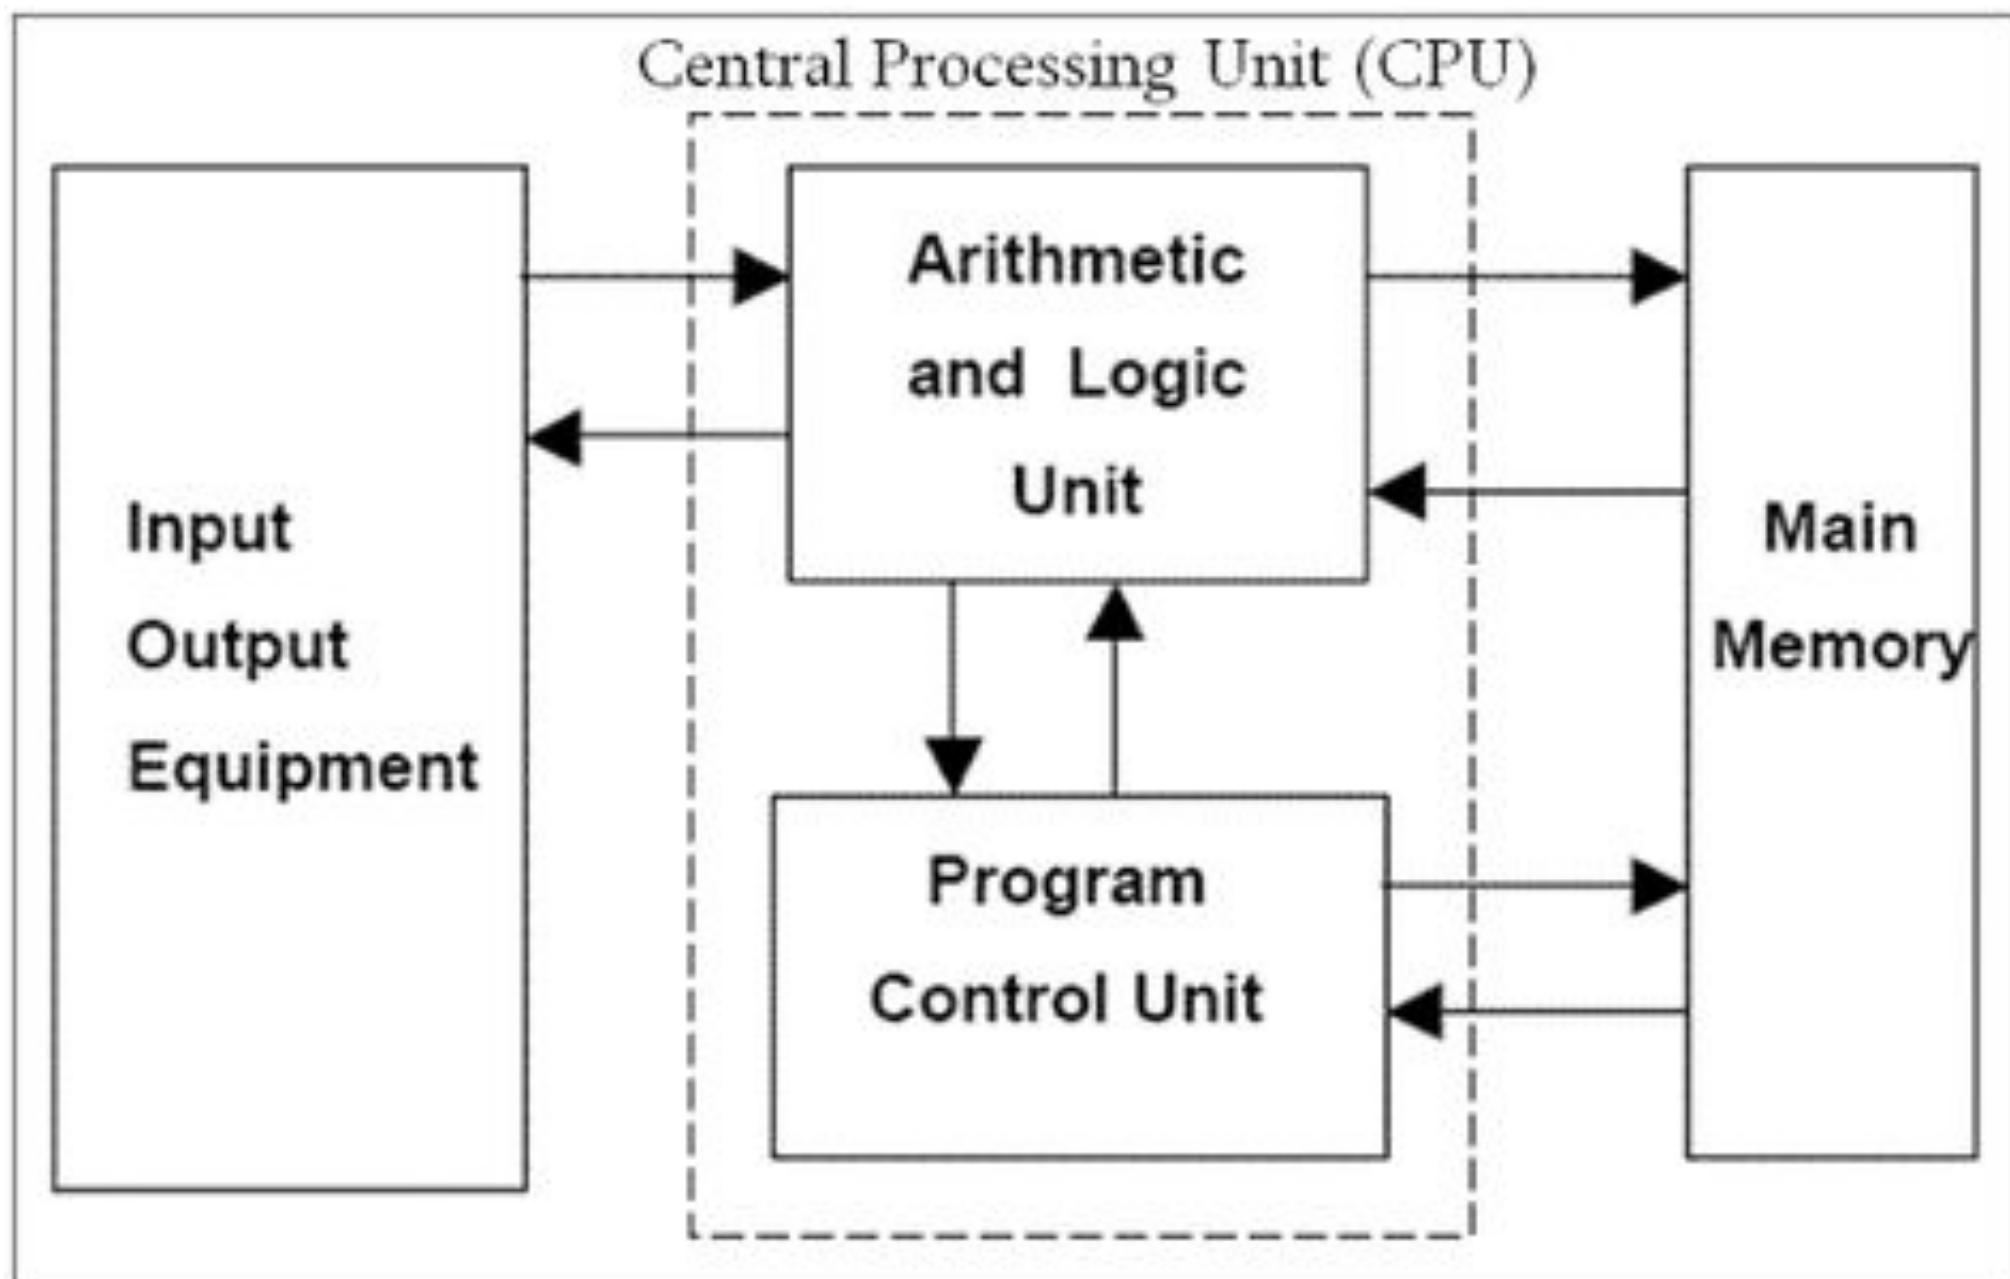 Central Processing Unit (CPU)
Input
Output
Equipment
Arithmetic
and Logic
Unit
Program
Control Unit
Main
Memory